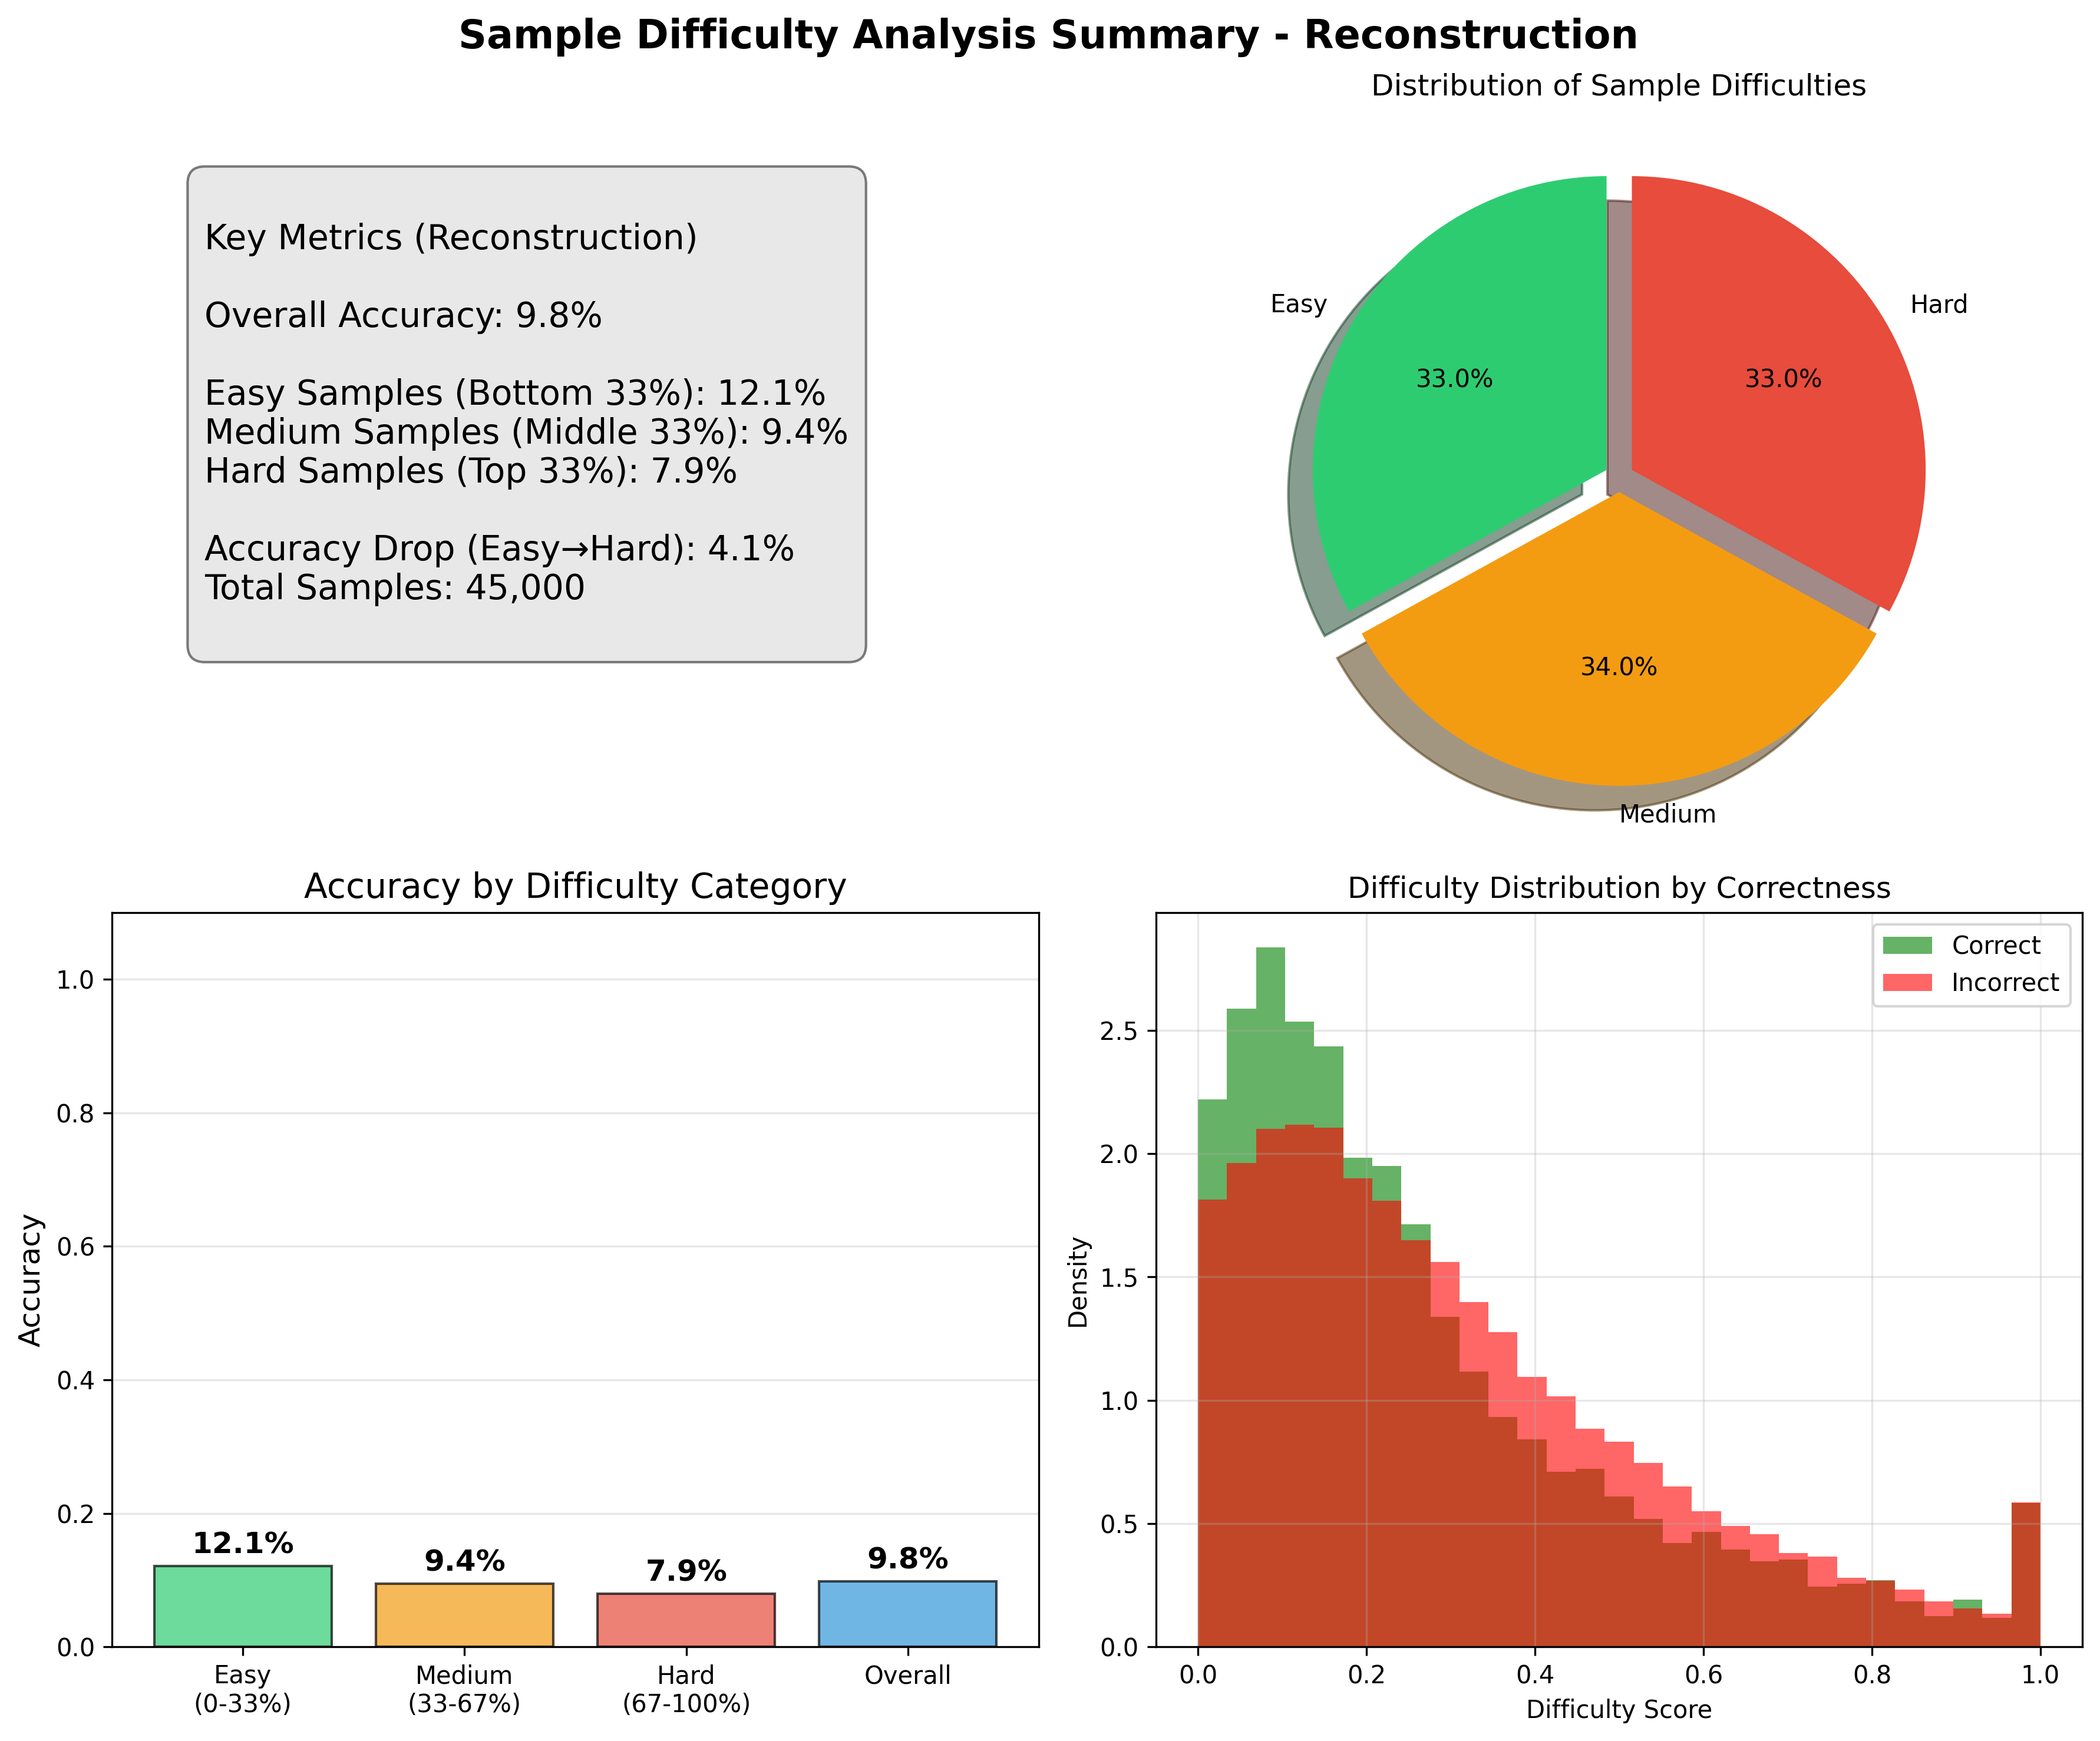 Sample Difficulty Analysis Summary - Reconstruction
Key Metrics (Reconstruction)
Overall Accuracy: 9.8%
Easy Samples (Bottom 33%): 12.1%
Medium Samples (Middle 33%): 9.4%
Hard Samples (Top 33%): 7.9%
Accuracy Drop (Easy→Hard): 4.1%
Total Samples: 45,000
Distribution of Sample Difficulties
Easy
Hard
33.0%
33.0%
34.0%
Medium
Accuracy by Difficulty Category
Accuracy
1.0
0.8
0.6
0.4
0.2
0.0
12.1%
9.4%
7.9%
9.8%
Easy
(0-33%)
Medium
(33-67%)
Hard
(67-100%)
Overall
Difficulty Distribution by Correctness
Correct
Incorrect
Density
2.5
2.0
1.5
1.0
0.5
0.0
0.0 0.2 0.4 0.6 0.8 1.0
Difficulty Score